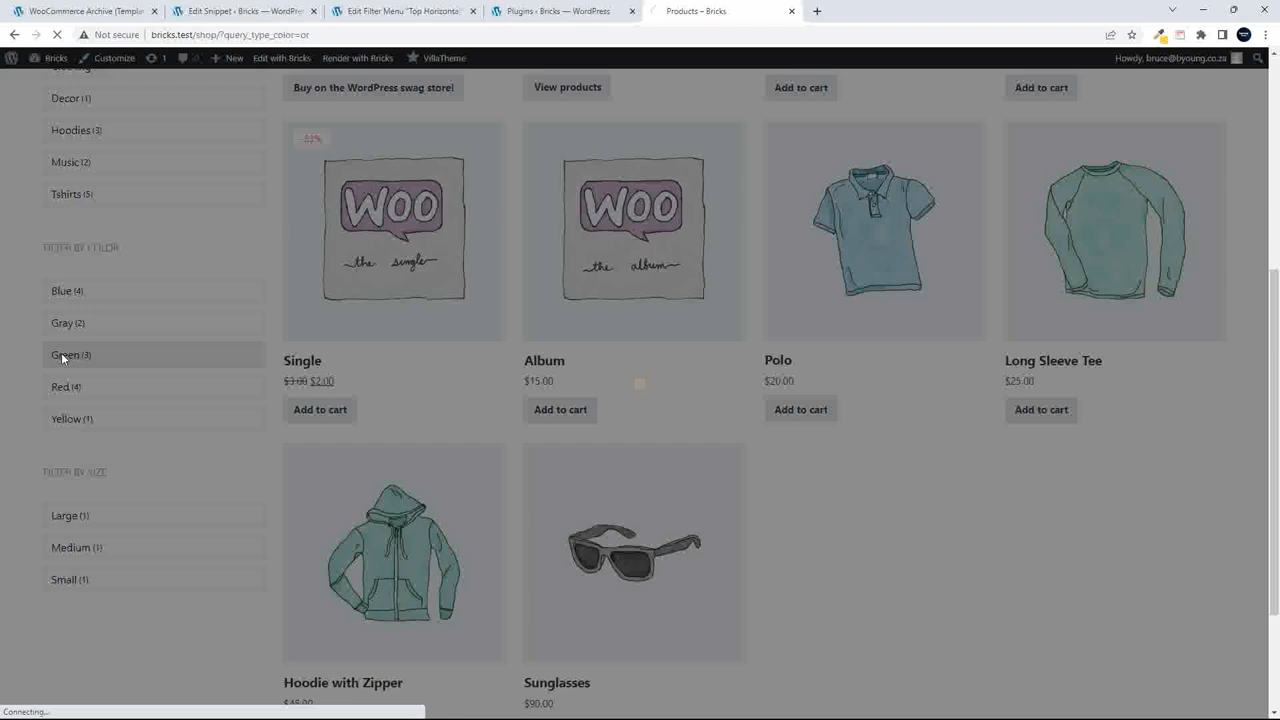 WooCommerce Archive (Templat
Edit Snippet ‹ Bricks — WordPre
Edit Filter Menu "Top Horizonta
Plugins ‹ Bricks — WordPress
Products – Bricks
Not secure
bricks.test/shop/?query_type_color=or
Bricks
Customize
1
New
Edit with Bricks
Render with Bricks
VillaTheme
Howdy, bruce@byoung.co.za
Decor (1)
Hoodies (3)
Music (2)
Tshirts (5)
FILTER BY COLOR
Blue (4)
Gray (2)
Green (3)
Red (4)
Yellow (1)
FILTER BY SIZE
Large (1)
Medium (1)
Small (1)
Buy on the WordPress swag store!
View products
Add to cart
Add to cart
WOO
the single
Single
$3.00 $2.00
Add to cart
WOO
the album
Album
$15.00
Add to cart
Polo
$20.00
Add to cart
Long Sleeve Tee
$25.00
Add to cart
Hoodie with Zipper
$45.00
Sunglasses
$90.00
Connecting...